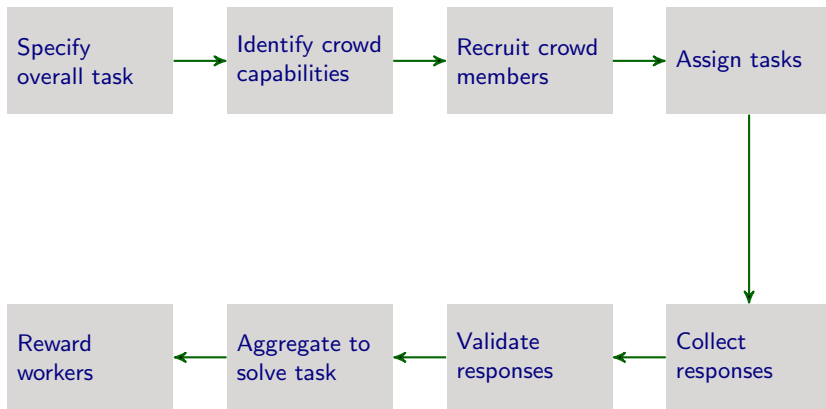 Specify
overall task
Identify crowd
capabilities
Recruit crowd
members
Assign tasks
Collect
responses
Validate
responses
Aggregate to
solve task
Reward
workers